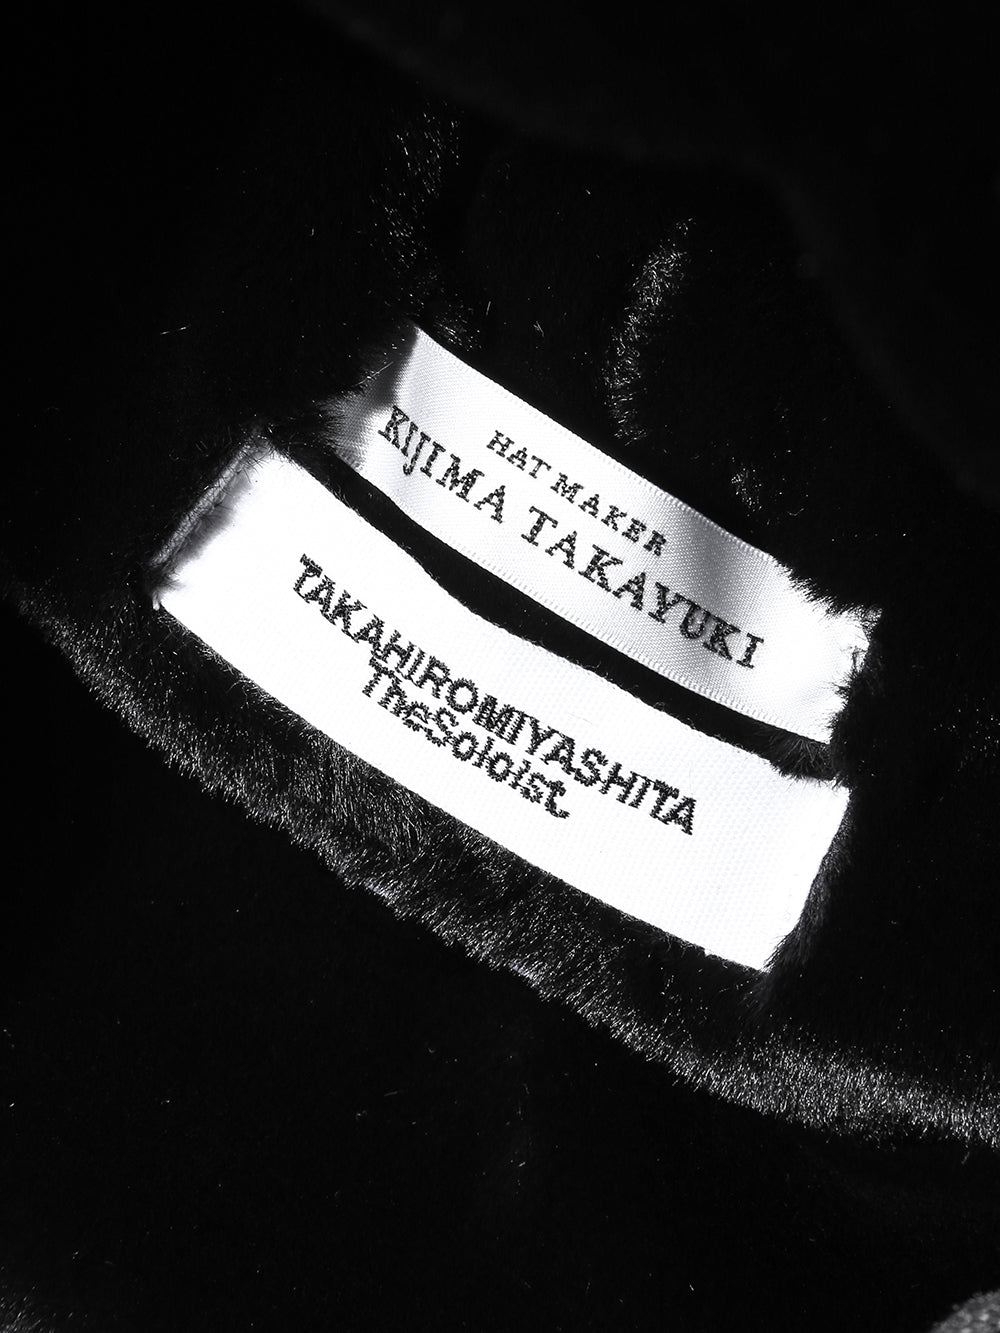 HAT MAKER
KIJIMA TAKAYUKI
TAKAHIROMIYASHITA
TheSoloist